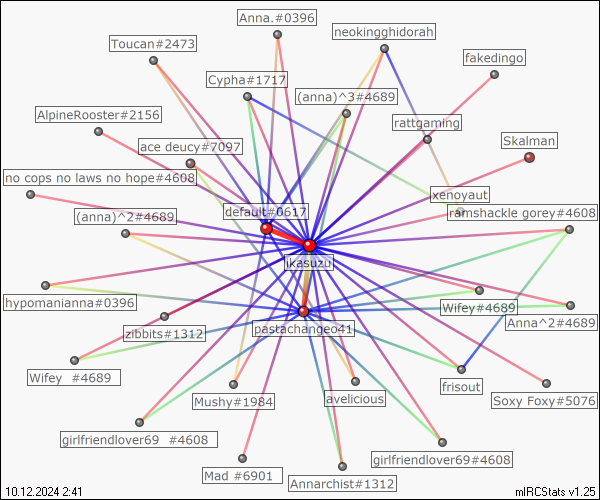 Anna.#0396
neokingghidorah
Toucan#2473
fakedingo
Cypha#1717
(anna)^3#4689
AlpineRooster#2156
rattgaming
ace deucy#7097
Skalman
no cops no laws no hope#4608
xenoyaut
(anna)^2#4689
default#0617
ramshackle gorey#4608
ikasuzu
hypomanianna#0396
Wifey#4689
Anna^2#4689
zibbits#1312
pastachangeo41
Wifey #4689
frisout
Mushy#1984
avelicious
Soxy Foxy#5076
girlfriendlover69 #4608
girlfriendlover69#4608
Mad #6901
Annarchist#1312
10.12.2024 2:41
mIRCStats v1.25